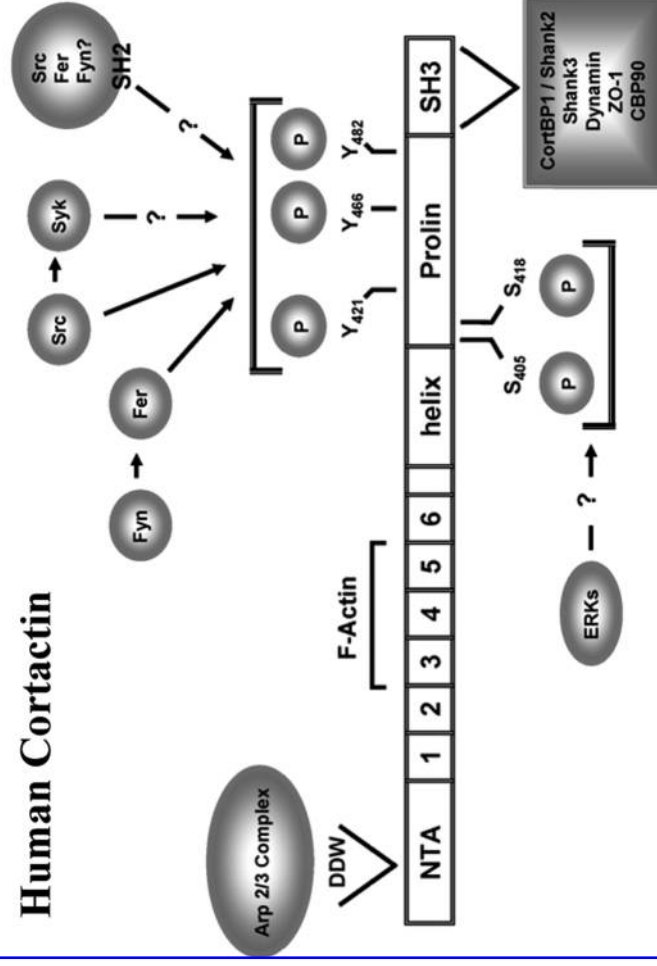 Human Cortactin
Src
Fer
Fyn?
SH2
Src
Syk
?
?
Fyn
Fer
P
P
P
Y421
Y466
Y482
Arp 2/3 Complex
DDW
F-Actin
NTA
1
2
3
4
5
6
helix
Prolin
SH3
S405
S418
P
P
ERKs
?
CortBP1 / Shank2
Shank3
Dynamin
ZO-1
CBP90